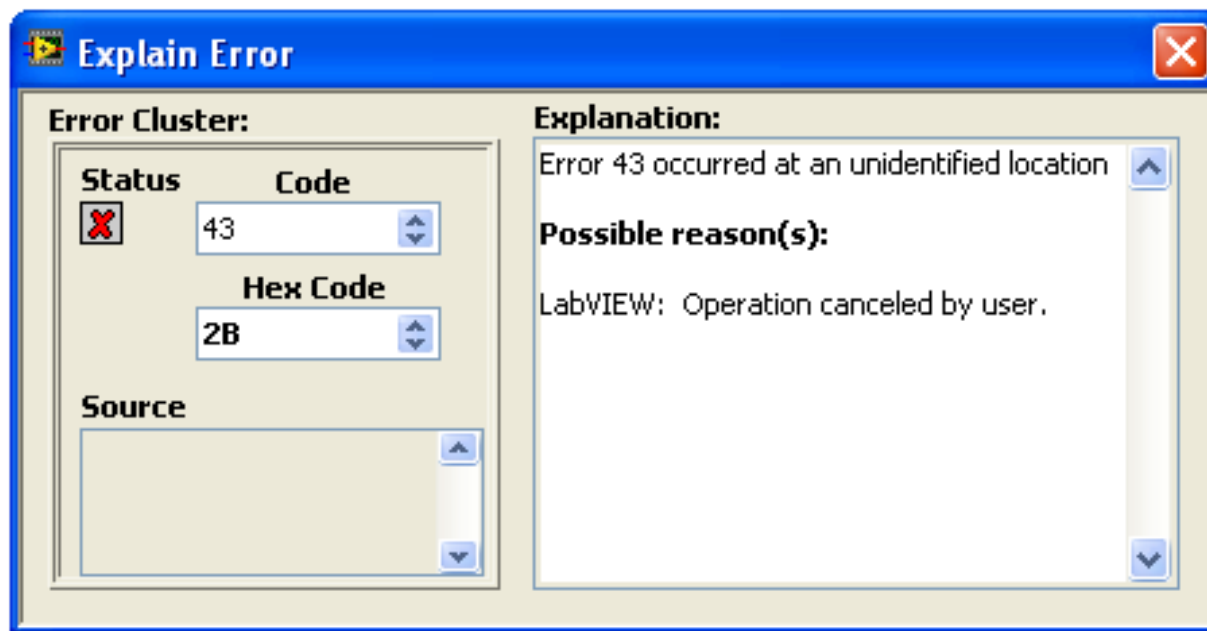 Explain Error
Error Cluster:
Status
Code
43
Hex Code
2B
Source
Explanation:
Error 43 occurred at an unidentified location
Possible reason(s):
LabVIEW:  Operation canceled by user.